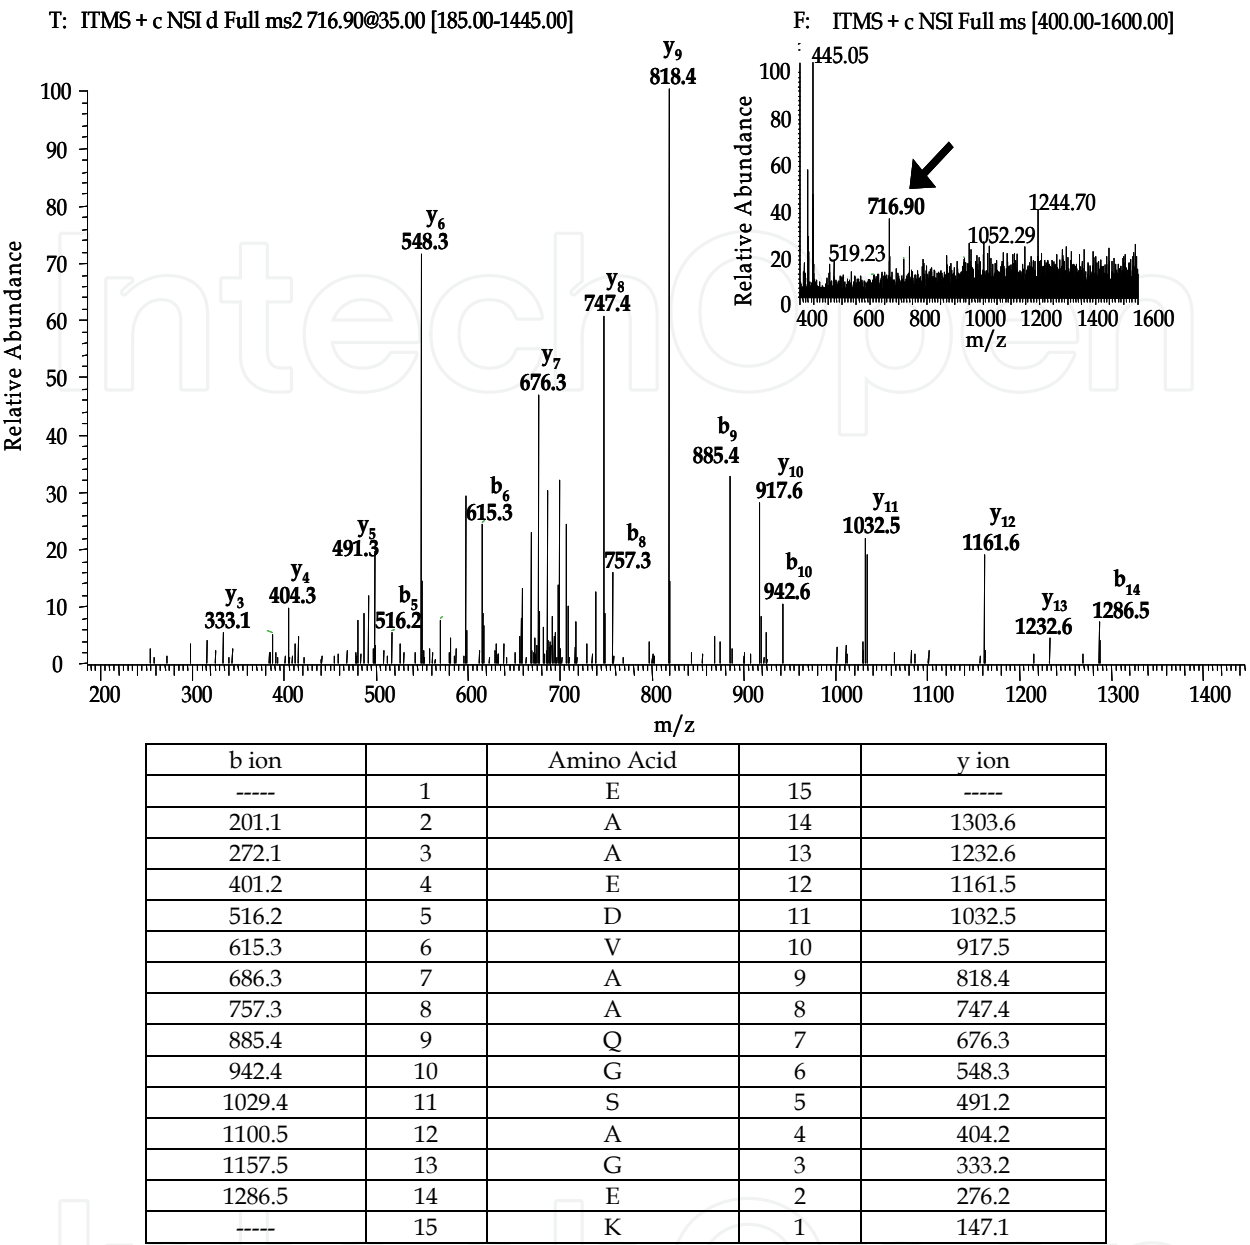 T: ITMS + c NSI d Full ms2 716.90@35.00 [185.00-1445.00]
F: ITMS + c NSI Full ms [400.00-1600.00]
y9
818.4
y6
548.3
y8
747.4
y7
676.3
b9
885.4
y10
917.6
b6
615.3
y11
1032.5
y12
1161.6
y5
491.3
b8
757.3
y4
404.3
b10
942.6
b14
1286.5
y3
333.1
b5
516.2
y13
1232.6
Relative Abundance
100
90
80
70
60
50
40
30
20
10
0
200 300 400 500 600 700 800 900 1000 1100 1200 1300 1400
m/z
445.05
716.90
1244.70
1052.29
519.23
Relative Abundance
100
80
60
40
20
0
400 600 800 1000 1200 1400 1600
m/z
IntechOpen
b ion Amino Acid y ion
----- 1 E 15 -----
201.1 2 A 14 1303.6
272.1 3 A 13 1232.6
401.2 4 E 12 1161.5
516.2 5 D 11 1032.5
615.3 6 V 10 917.5
686.3 7 A 9 818.4
757.3 8 A 8 747.4
885.4 9 Q 7 676.3
942.4 10 G 6 548.3
1029.4 11 S 5 491.2
1100.5 12 A 4 404.2
1157.5 13 G 3 333.2
1286.5 14 E 2 276.2
----- 15 K 1 147.1